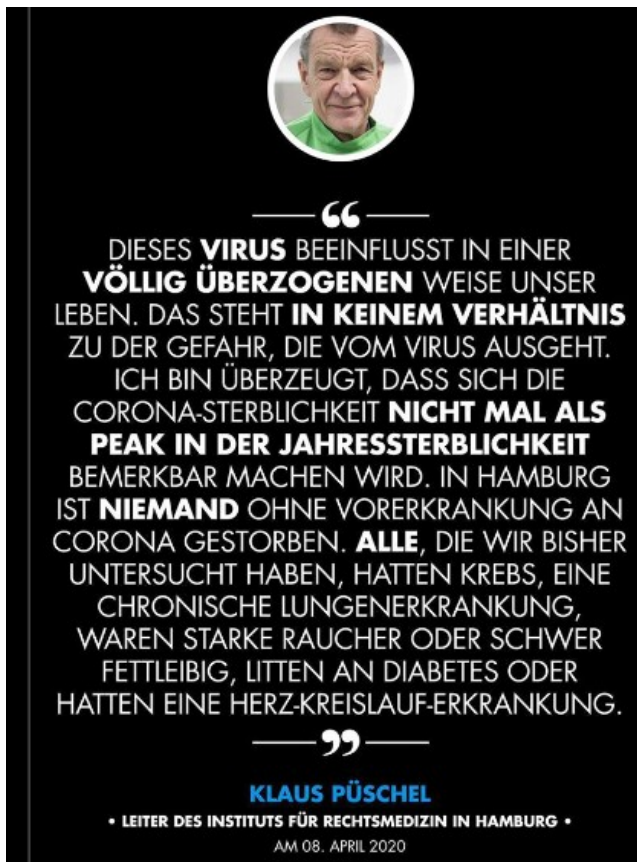 “
DIESES VIRUS BEEINFLUSST IN EINER
VÖLLIG ÜBERZOGENEN WEISE UNSER
LEBEN. DAS STEHT IN KEINEM VERHÄLTNIS
ZU DER GEFAHR, DIE VOM VIRUS AUSGEHT.
ICH BIN ÜBERZEUGT, DASS SICH DIE
CORONA-STERBLICHKEIT NICHT MAL ALS
PEAK IN DER JAHRESSTERBLICHKEIT
BEMERKBAR MACHEN WIRD. IN HAMBURG
IST NIEMAND OHNE VORERKRANKUNG AN
CORONA GESTORBEN. ALLE, DIE WIR BISHER
UNTERSUCHT HABEN, HATTEN KREBS, EINE
CHRONISCHE LUNGENERKRANKUNG,
WAREN STARKE RAUCHER ODER SCHWER
FETTLEIBIG, LITTEN AN DIABETES ODER
HATTEN EINE HERZ-KREISLAUF-ERKRANKUNG.
”
KLAUS PÜSCHEL
• LEITER DES INSTITUTS FÜR RECHTSMEDIZIN IN HAMBURG •
AM 08. APRIL 2020